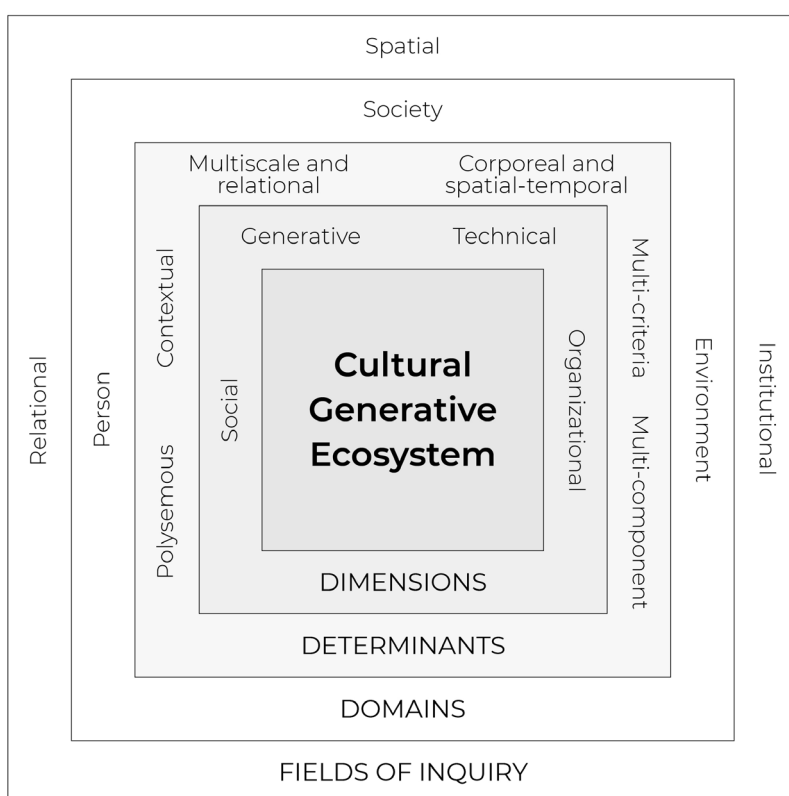 Spatial
Society
Multiscale and
relational
Corporeal and
spatial-temporal
Generative
Technical
Relational
Person
Contextual
Polysemous
Social
Cultural
Generative
Ecosystem
Organizational
Multi-criteria
Multi-component
Environment
Institutional
DIMENSIONS
DETERMINANTS
DOMAINS
FIELDS OF INQUIRY